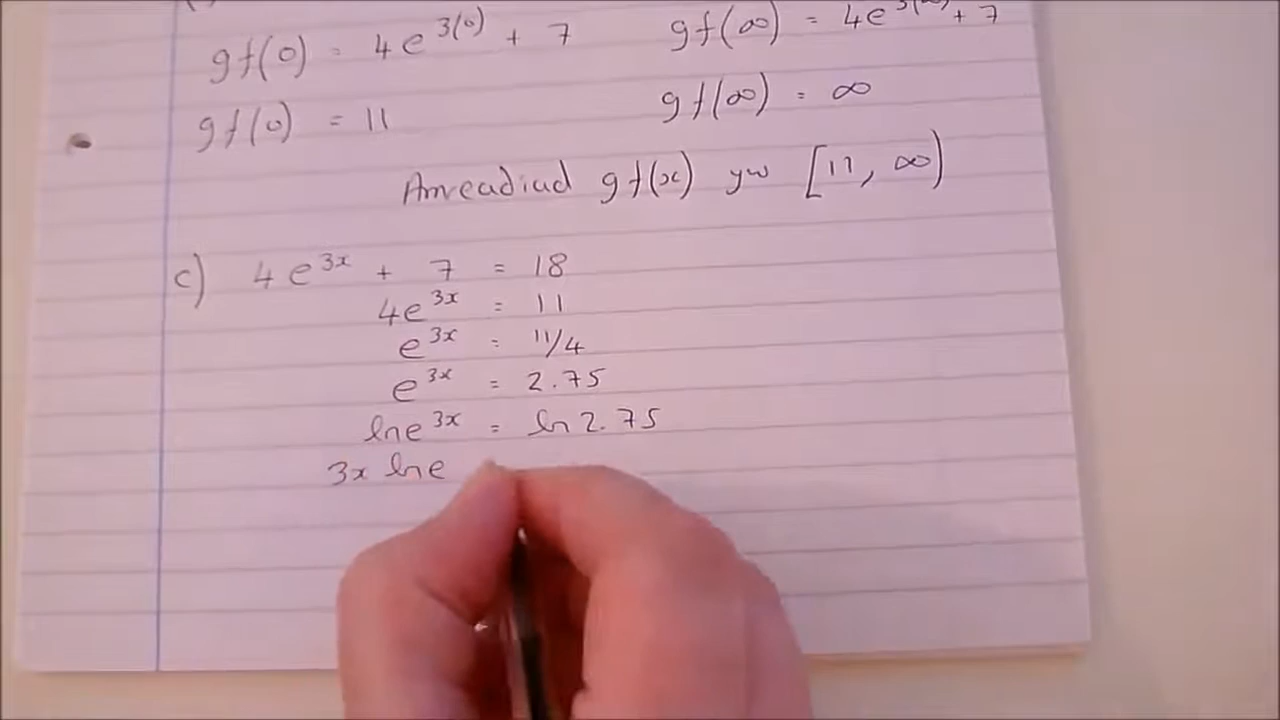 gf(0) = 4e^3(0) + 7
gf(∞) = 4e^3(∞) + 7
gf(0) = 11
gf(∞) = ∞
Amrediad gf(x) yw [11, ∞)
c) 4e^3x + 7 = 18
4e^3x = 11
e^3x = 11/4
e^3x = 2.75
ln e^3x = ln 2.75
3x ln e